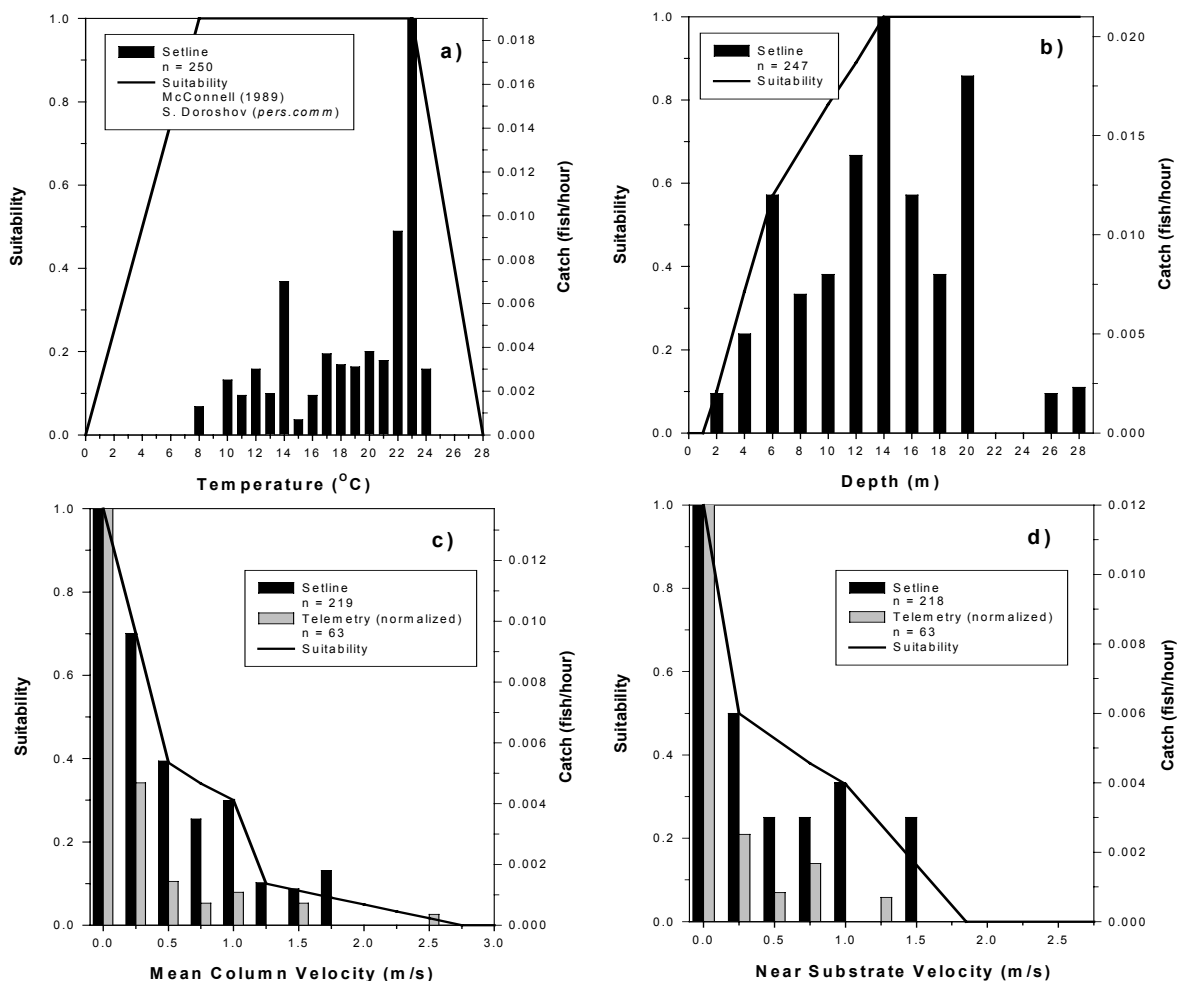 a)
Setline
n = 250
Suitability
McConnell (1989)
S. Doroshov (pers.comm)
1.0
0.8
0.6
0.4
0.2
0.0
Suitability
0 2 4 6 8 10 12 14 16 18 20 22 24 26 28
Temperature (°C)
0.018
0.016
0.014
0.012
0.010
0.008
0.006
0.004
0.002
0.000
Catch (fish/hour)
b)
Setline
n = 247
Suitability
1.0
0.8
0.6
0.4
0.2
0.0
Suitability
0 2 4 6 8 10 12 14 16 18 20 22 24 26 28
Depth (m)
0.020
0.015
0.010
0.005
0.000
Catch (fish/hour)
c)
Setline
n = 219
Telemetry (normalized)
n = 63
Suitability
1.0
0.8
0.6
0.4
0.2
0.0
Suitability
0.0 0.5 1.0 1.5 2.0 2.5 3.0
Mean Column Velocity (m/s)
0.012
0.010
0.008
0.006
0.004
0.002
0.000
Catch (fish/hour)
d)
Setline
n = 218
Telemetry (normalized)
n = 63
Suitability
1.0
0.8
0.6
0.4
0.2
0.0
Suitability
0.0 0.5 1.0 1.5 2.0 2.5
Near Substrate Velocity (m/s)
0.012
0.010
0.008
0.006
0.004
0.002
0.000
Catch (fish/hour)